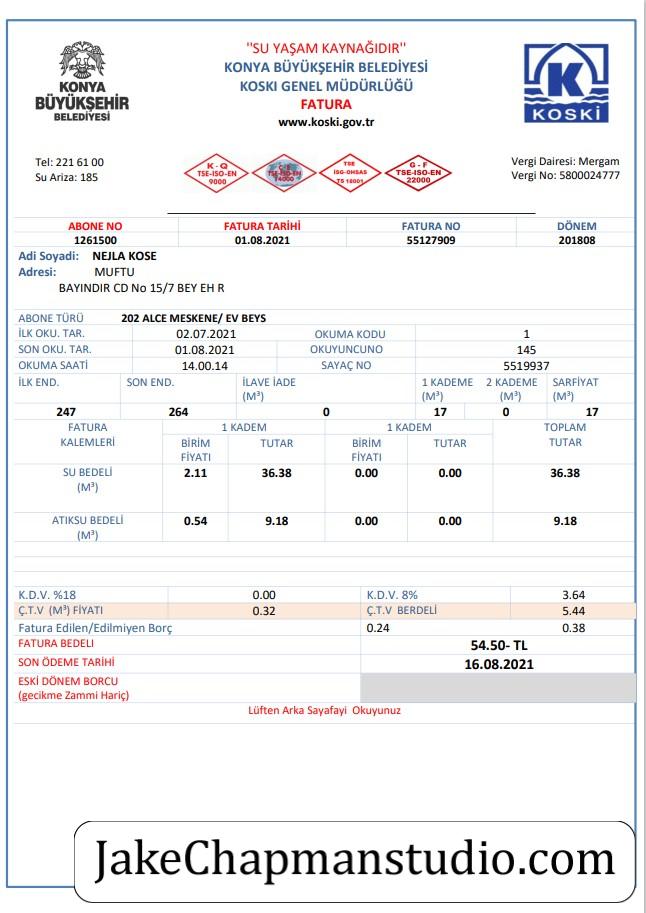 ''SU YAŞAM KAYNAĞIDIR''
KONYA BÜYÜKŞEHİR BELEDİYESİ
KOSKI GENEL MÜDÜRLÜĞÜ
FATURA
www.koski.gov.tr
KONYA
BÜYÜKŞEHİR
BELEDİYESİ
KOSKİ
Tel: 221 61 00
Su Ariza: 185
K - Q
TSE-ISO-EN
9000
TSE-ISO-EN
14000
TSE
ISG-OHSAS
TS 18001
G - F
TSE-ISO-EN
22000
Vergi Dairesi: Mergam
Vergi No: 5800024777
ABONE NO FATURA TARİHİ FATURA NO DÖNEM
1261500 01.08.2021 55127909 201808
Adi Soyadi: NEJLA KOSE
Adresi: MUFTU
BAYINDIR CD No 15/7 BEY EH R
ABONE TÜRÜ 202 ALCE MESKENE/ EV BEYS
İLK OKU. TAR. 02.07.2021 OKUMA KODU 1
SON OKU. TAR. 01.08.2021 OKUYUNCUNO 145
OKUMA SAATİ 14.00.14 SAYAÇ NO 5519937
İLK END. SON END. İLAVE İADE 1 KADEME 2 KADEME SARFİYAT
(M³) (M³) (M³) (M³)
247 264 0 17 0 17
FATURA 1 KADEM 1 KADEM TOPLAM
KALEMLERİ BİRİM TUTAR BİRİM TUTAR TUTAR
FİYATI FİYATI
SU BEDELİ 2.11 36.38 0.00 0.00 36.38
(M³)
ATIKSU BEDELİ 0.54 9.18 0.00 0.00 9.18
(M³)
K.D.V. %18 0.00 K.D.V. 8% 3.64
Ç.T.V (M³) FİYATI 0.32 Ç.T.V BERDELİ 5.44
Fatura Edilen/Edilmiyen Borç 0.24 0.38
FATURA BEDELI 54.50- TL
SON ÖDEME TARİHİ 16.08.2021
ESKİ DÖNEM BORCU
(gecikme Zammi Hariç)
Lüften Arka Sayafayi Okuyunuz
JakeChapmanstudio.com